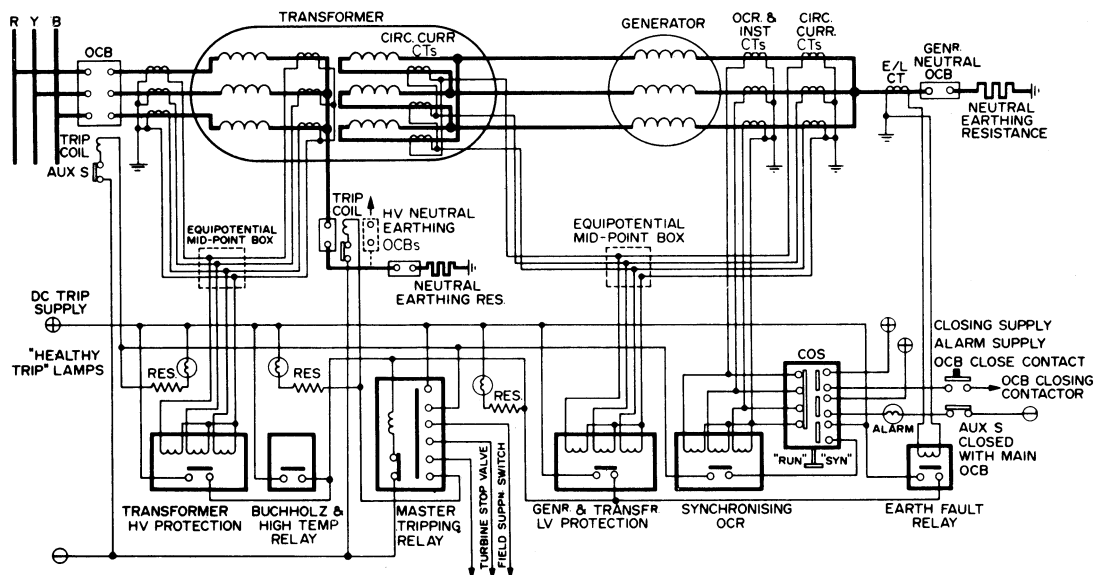 R Y B
TRANSFORMER
GENERATOR
OCB
CIRC. CURR.
CTs
OCR. &
INST
CTs
CIRC.
CURR.
CTs
E/L
CT
GENR.
NEUTRAL
OCB
NEUTRAL
EARTHING
RESISTANCE
TRIP
COIL
AUX S
TRIP
COIL
HV NEUTRAL
EARTHING
OCBs
EQUIPOTENTIAL
MID-POINT BOX
EQUIPOTENTIAL
MID-POINT BOX
NEUTRAL
EARTHING RES.
DC TRIP
SUPPLY
"HEALTHY
TRIP" LAMPS
RES.
RES.
RES.
COS
CLOSING SUPPLY
ALARM SUPPLY
OCB CLOSE CONTACT
OCB CLOSING
CONTACTOR
ALARM
AUX S
CLOSED
WITH MAIN
OCB
"RUN" "SYN"
TRANSFORMER
HV PROTECTION
BUCHHOLZ &
HIGH TEMP
RELAY
MASTER
TRIPPING
RELAY
TURBINE STOP VALVE
FIELD SUPPN. SWITCH
GENR. & TRANSFR.
LV PROTECTION
SYNCHRONISING
OCR
EARTH FAULT
RELAY